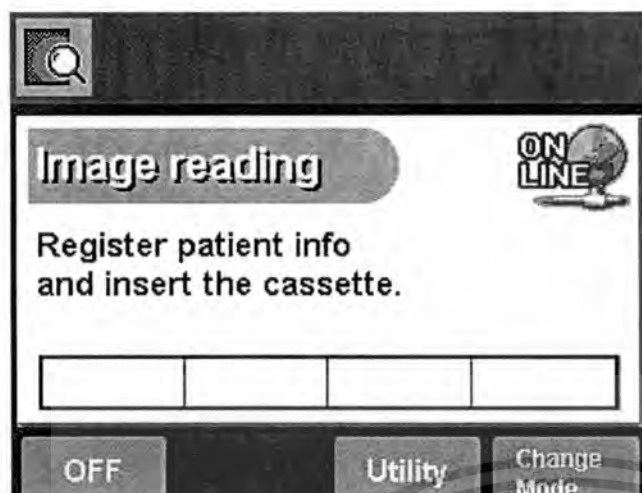 Image reading
ON
LINE
Register patient info
and insert the cassette.
OFF
Utility
Change
Mode